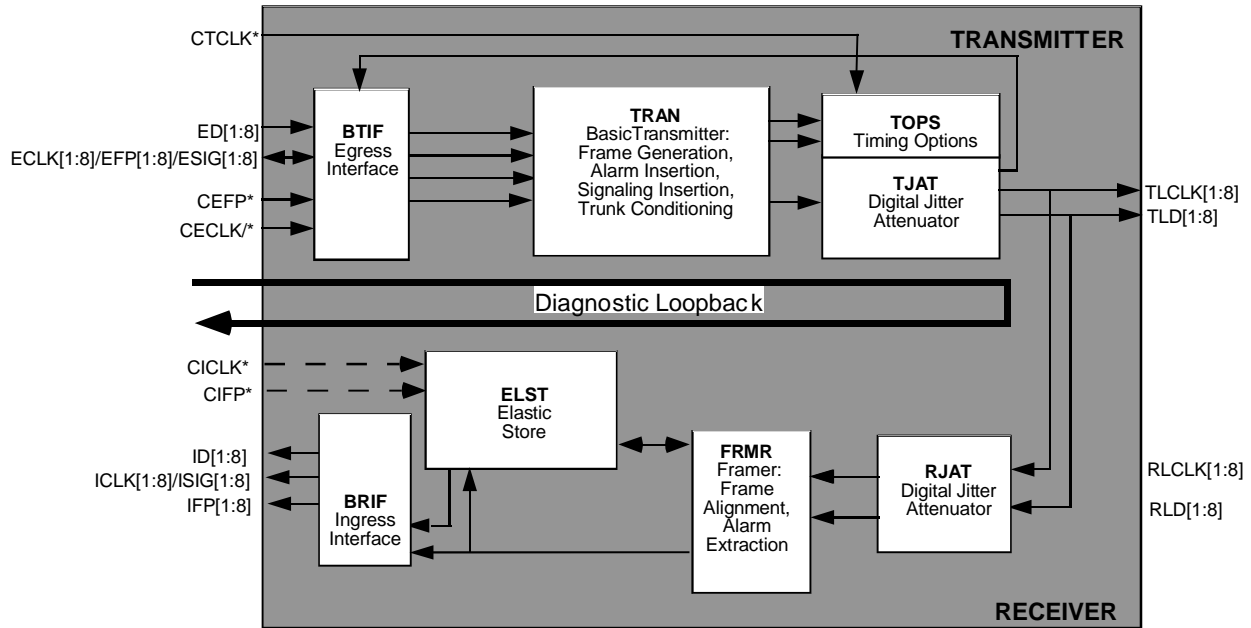 CTCLK*
TRANSMITTER
ED[1:8]
ECLK[1:8]/EFP[1:8]/ESIG[1:8]
CEFP*
CECLK/*
BTIF
Egress
Interface
TRAN
BasicTransmitter:
Frame Generation,
Alarm Insertion,
Signaling Insertion,
Trunk Conditioning
TOPS
Timing Options
TJAT
Digital Jitter
Attenuator
TLCLK[1:8]
TLD[1:8]
Diagnostic Loopback
CICLK*
CIFP*
ELST
Elastic
Store
ID[1:8]
ICLK[1:8]/ISIG[1:8]
IFP[1:8]
BRIF
Ingress
Interface
FRMR
Framer:
Frame
Alignment,
Alarm
Extraction
RJAT
Digital Jitter
Attenuator
RLCLK[1:8]
RLD[1:8]
RECEIVER